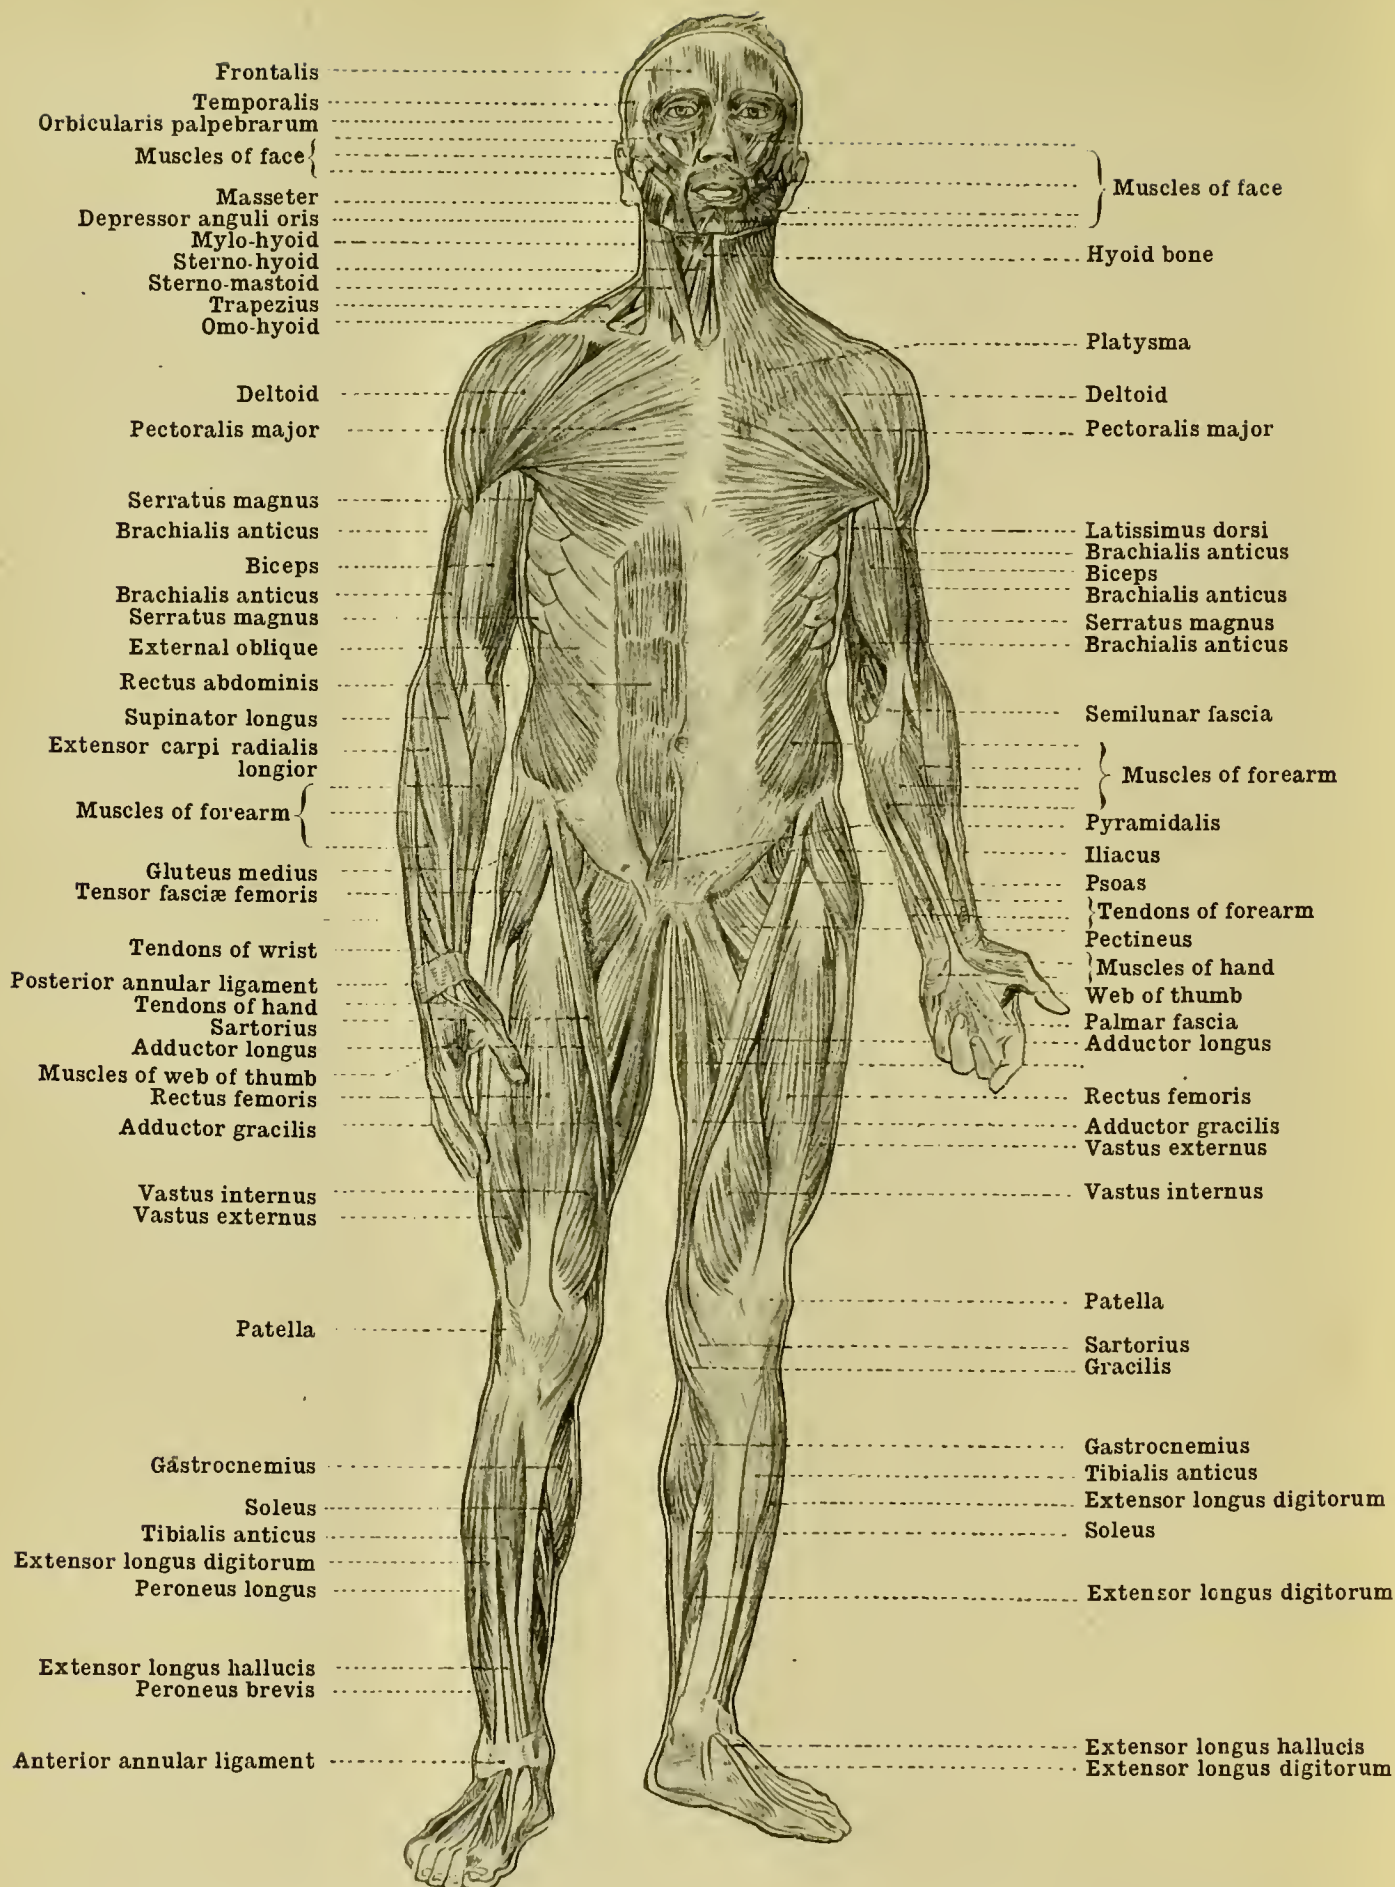 Frontalis
Temporalis
Orbicularis palpebrarum
Muscles of face
Masseter
Depressor anguli oris
Mylo-hyoid
Sterno-hyoid
Sterno-mastoid
Trapezius
Omo-hyoid
Deltoid
Pectoralis major
Serratus magnus
Brachialis anticus
Biceps
Brachialis anticus
Serratus magnus
External oblique
Rectus abdominis
Supinator longus
Extensor carpi radialis
longior
Muscles of forearm
Gluteus medius
Tensor fasciæ femoris
Tendons of wrist
Posterior annular ligament
Tendons of hand
Sartorius
Adductor longus
Muscles of web of thumb
Rectus femoris
Adductor gracilis
Vastus internus
Vastus externus
Patella
Gastrocnemius
Soleus
Tibialis anticus
Extensor longus digitorum
Peroneus longus
Extensor longus hallucis
Peroneus brevis
Anterior annular ligament
Muscles of face
Hyoid bone
Platysma
Deltoid
Pectoralis major
Latissimus dorsi
Brachialis anticus
Biceps
Brachialis anticus
Serratus magnus
Brachialis anticus
Semilunar fascia
Muscles of forearm
Pyramidalis
Iliacus
Psoas
Tendons of forearm
Pectineus
Muscles of hand
Web of thumb
Palmar fascia
Adductor longus
Rectus femoris
Adductor gracilis
Vastus externus
Vastus internus
Patella
Sartorius
Gracilis
Gastrocnemius
Tibialis anticus
Extensor longus digitorum
Soleus
Extensor longus digitorum
Extensor longus hallucis
Extensor longus digitorum